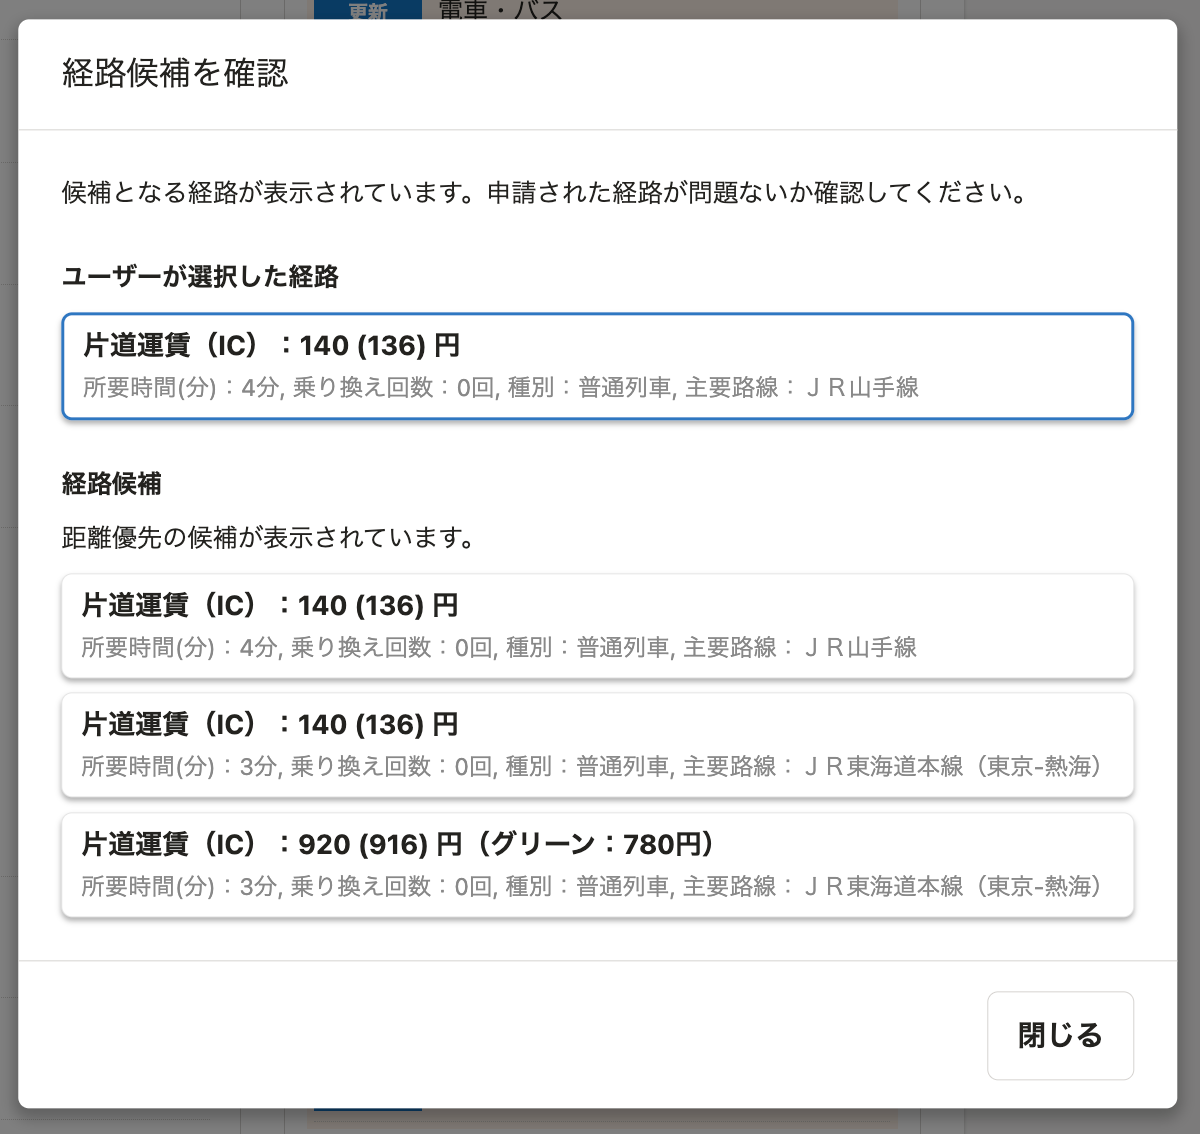 更新
電車・バス
経路候補を確認
候補となる経路が表示されています。申請された経路が問題ないか確認してください。
ユーザーが選択した経路
片道運賃（IC）：140 (136) 円
所要時間(分)：4分, 乗り換え回数：0回, 種別：普通列車, 主要路線：ＪＲ山手線
経路候補
距離優先の候補が表示されています。
片道運賃（IC）：140 (136) 円
所要時間(分)：4分, 乗り換え回数：0回, 種別：普通列車, 主要路線：ＪＲ山手線
片道運賃（IC）：140 (136) 円
所要時間(分)：3分, 乗り換え回数：0回, 種別：普通列車, 主要路線：ＪＲ東海道本線（東京-熱海）
片道運賃（IC）：920 (916) 円（グリーン：780円）
所要時間(分)：3分, 乗り換え回数：0回, 種別：普通列車, 主要路線：ＪＲ東海道本線（東京-熱海）
閉じる